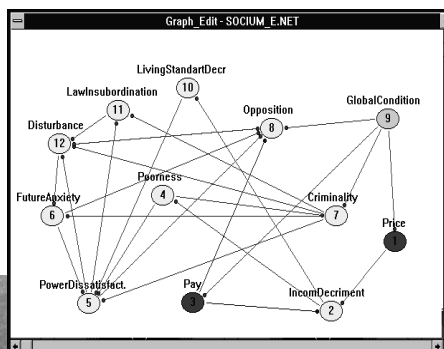 Graph_Edit - SOCIUM_E.NET
LivingStandartDecr
10
LawInsubordination
11
Opposition
8
GlobalCondition
9
Disturbance
12
Poorness
4
FutureAnxiety
6
Criminality
7
Price
1
PowerDissatisfact.
5
Pay
3
IncomDecriment
2